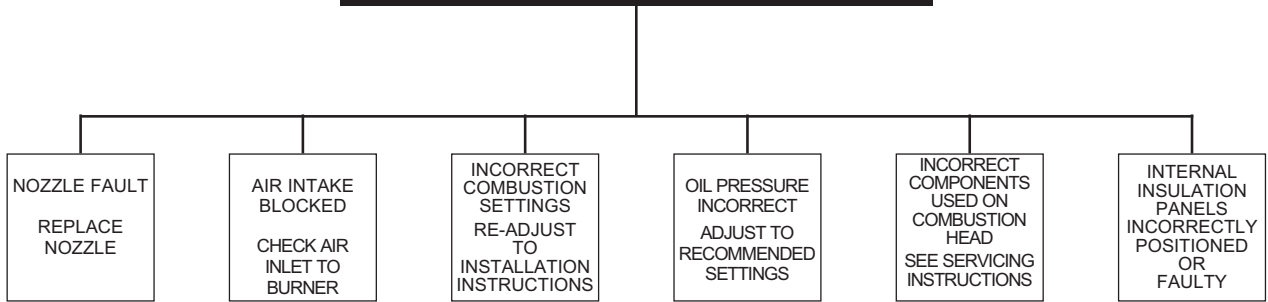 NOZZLE FAULT
REPLACE
NOZZLE
AIR INTAKE
BLOCKED
CHECK AIR
INLET TO
BURNER
INCORRECT
COMBUSTION
SETTINGS
RE-ADJUST
TO
INSTALLATION
INSTRUCTIONS
OIL PRESSURE
INCORRECT
ADJUST TO
RECOMMENDED
SETTINGS
INCORRECT
COMPONENTS
USED ON
COMBUSTION
HEAD
SEE SERVICING
INSTRUCTIONS
INTERNAL
INSULATION
PANELS
INCORRECTLY
POSITIONED
OR
FAULTY